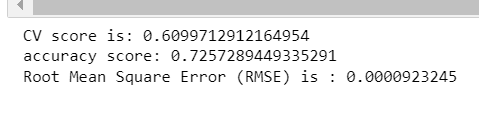 CV score is: 0.6099712912164954
accuracy score: 0.7257289449335291
Root Mean Square Error (RMSE) is : 0.0000923245